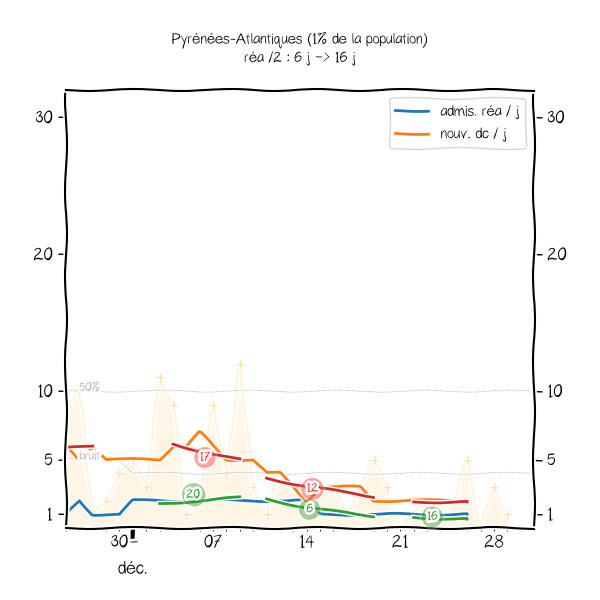 Pyrénées-Atlantiques (1% de la population)
réa /2 : 6 j -> 16 j
admis. réa / j
nouv. dc / j
30 30
20 20
50%
10 10
bruit
17
5 5
20
12
6
16
1 1
30 07 14 21 28
déc.